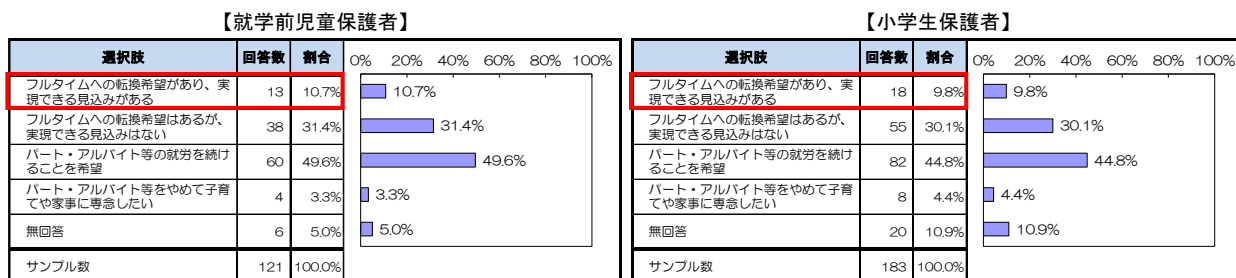 【就学前児童保護者】
選択肢 回答数 割合 0% 20% 40% 60% 80% 100%
フルタイムへの転換希望があり、実
現できる見込みがある 13 10.7% 10.7%
フルタイムへの転換希望はあるが、
実現できる見込みはない 38 31.4% 31.4%
パート・アルバイト等の就労を続け
ることを希望 60 49.6% 49.6%
パート・アルバイト等をやめて子育
てや家事に専念したい 4 3.3% 3.3%
無回答 6 5.0% 5.0%
サンプル数 121 100.0%
【小学生保護者】
選択肢 回答数 割合 0% 20% 40% 60% 80% 100%
フルタイムへの転換希望があり、実
現できる見込みがある 18 9.8% 9.8%
フルタイムへの転換希望はあるが、
実現できる見込みはない 55 30.1% 30.1%
パート・アルバイト等の就労を続け
ることを希望 82 44.8% 44.8%
パート・アルバイト等をやめて子育
てや家事に専念したい 8 4.4% 4.4%
無回答 20 10.9% 10.9%
サンプル数 183 100.0%